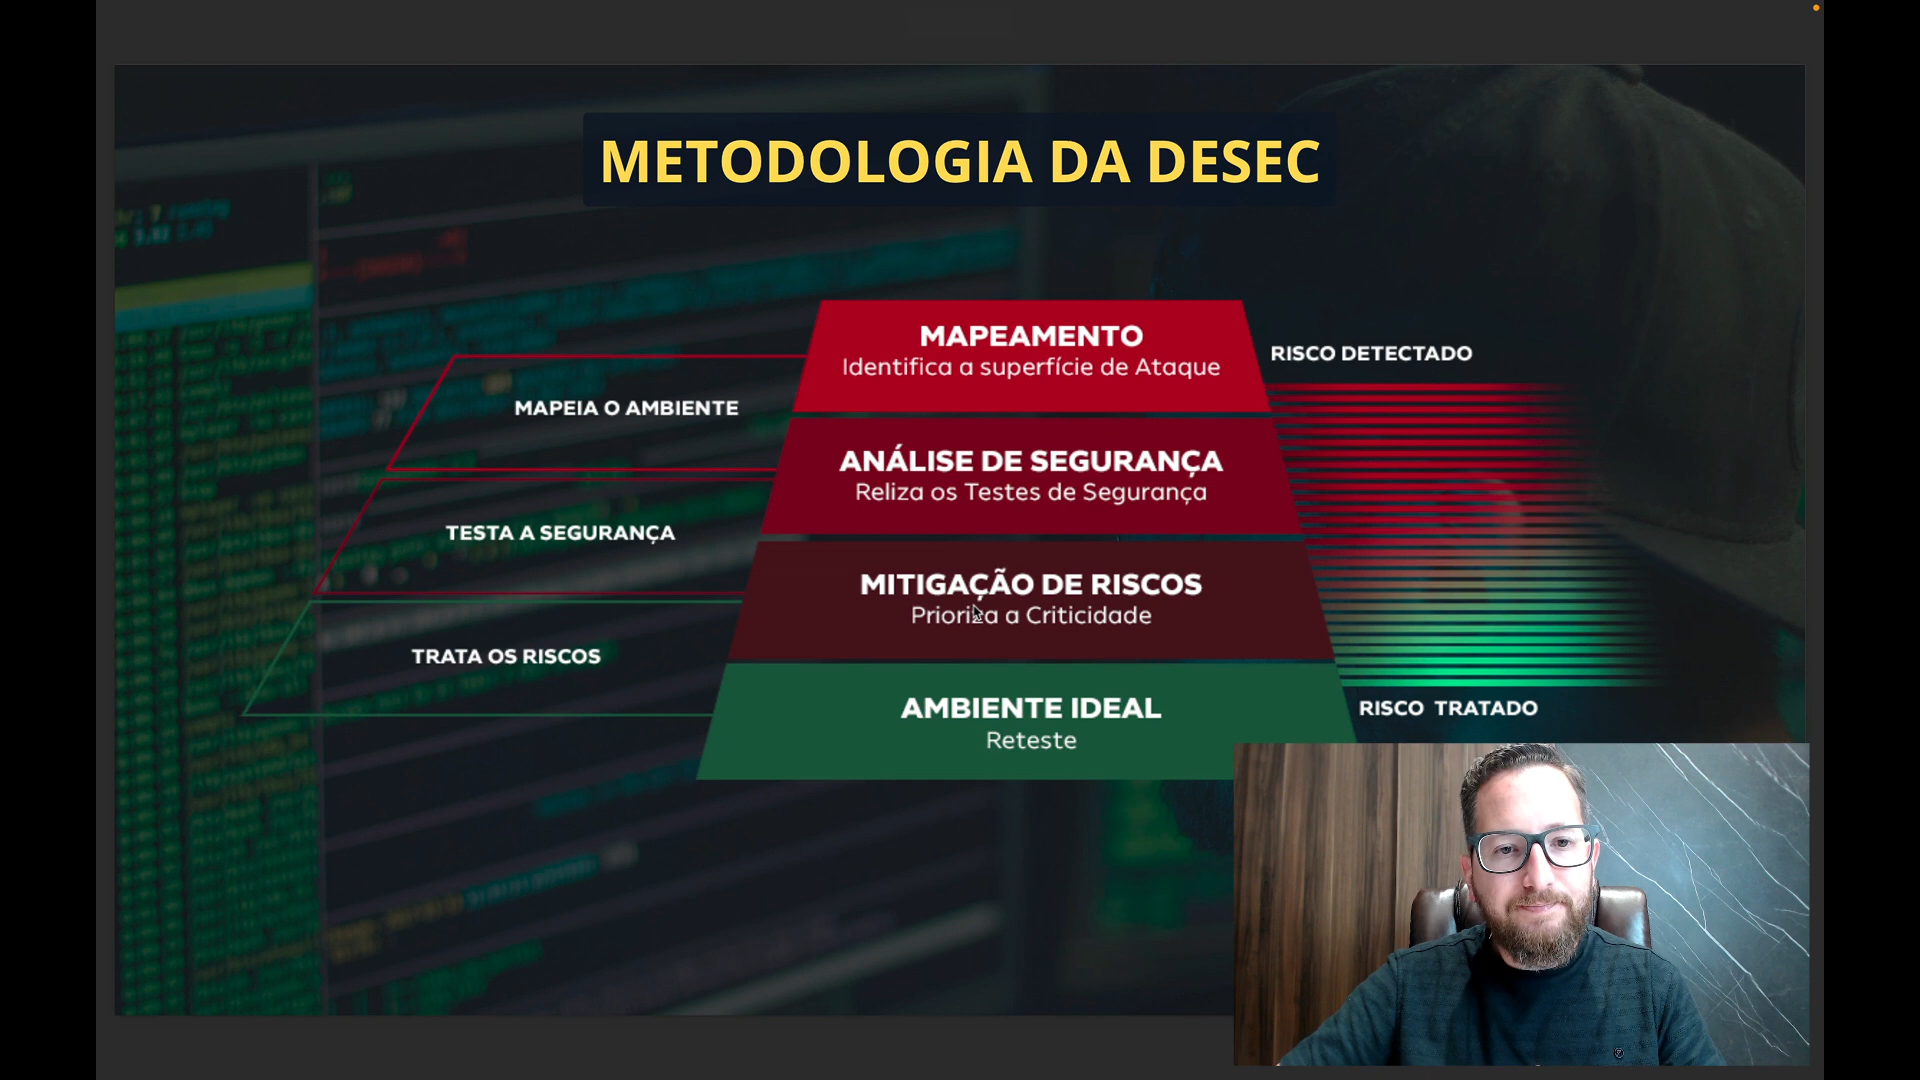 METODOLOGIA DA DESEC
MAPEAMENTO
Identifica a superfície de Ataque
RISCO DETECTADO
MAPEIA O AMBIENTE
ANÁLISE DE SEGURANÇA
Reliza os Testes de Segurança
TESTA A SEGURANÇA
MITIGAÇÃO DE RISCOS
Prioriza a Criticidade
TRATA OS RISCOS
AMBIENTE IDEAL
Reteste
RISCO TRATADO